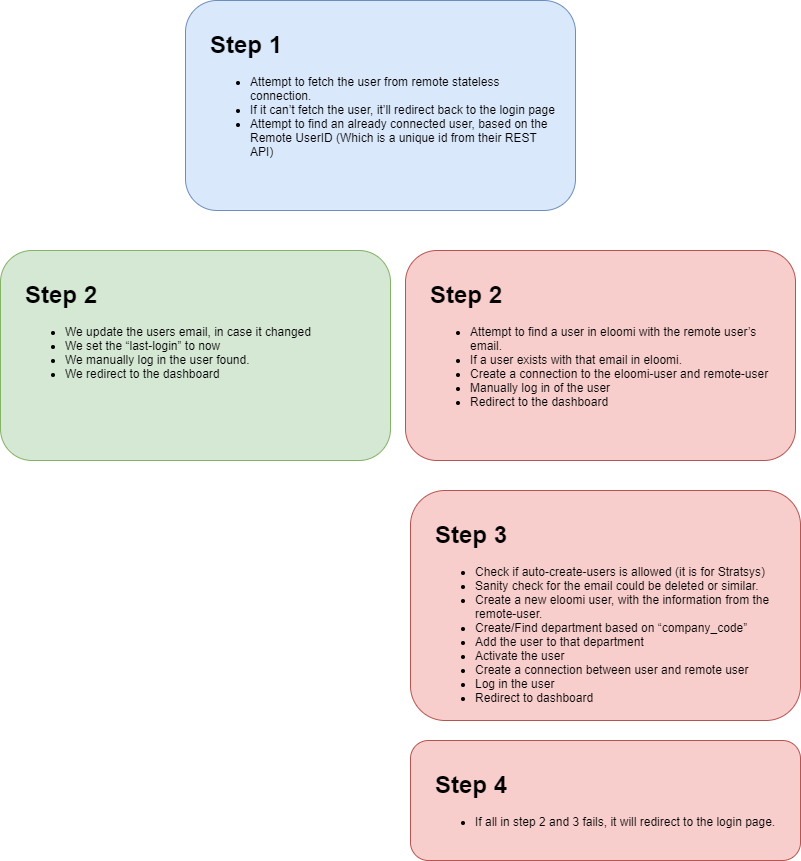 Step 1
• Attempt to fetch the user from remote stateless
connection.
• If it can't fetch the user, it'll redirect back to the login page
• Attempt to find an already connected user, based on the
Remote UserID (Which is a unique id from their REST
API)
Step 2
• We update the users email, in case it changed
• We set the “last-login” to now
• We manually log in the user found.
• We redirect to the dashboard
Step 2
• Attempt to find a user in eloomi with the remote user's
email.
• If a user exists with that email in eloomi.
• Create a connection to the eloomi-user and remote-user
• Manually log in of the user
• Redirect to the dashboard
Step 3
• Check if auto-create-users is allowed (it is for Stratsys)
• Sanity check for the email could be deleted or similar.
• Create a new eloomi user, with the information from the
remote-user.
• Create/Find department based on “company_code”
• Add the user to that department
• Activate the user
• Create a connection between user and remote user
• Log in the user
• Redirect to dashboard
Step 4
• If all in step 2 and 3 fails, it will redirect to the login page.